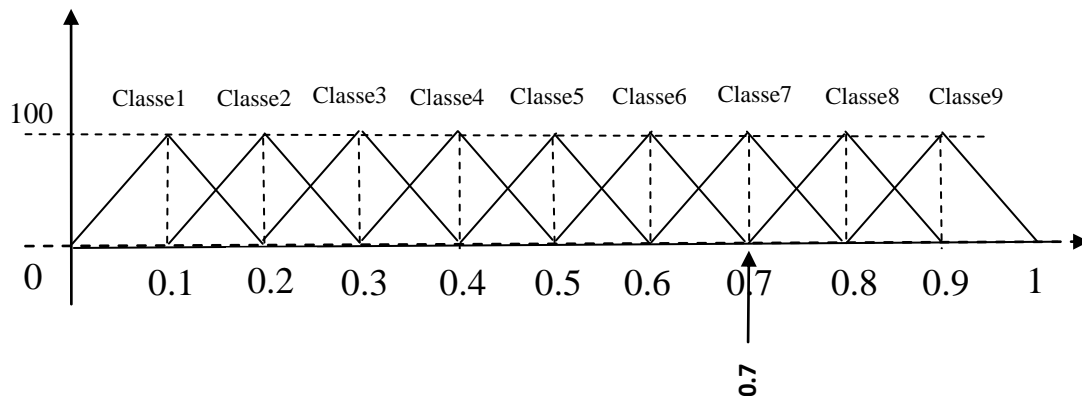 Classe1 Classe2 Classe3 Classe4 Classe5 Classe6 Classe7 Classe8 Classe9
100
0 0.1 0.2 0.3 0.4 0.5 0.6 0.7 0.8 0.9 1
0.7